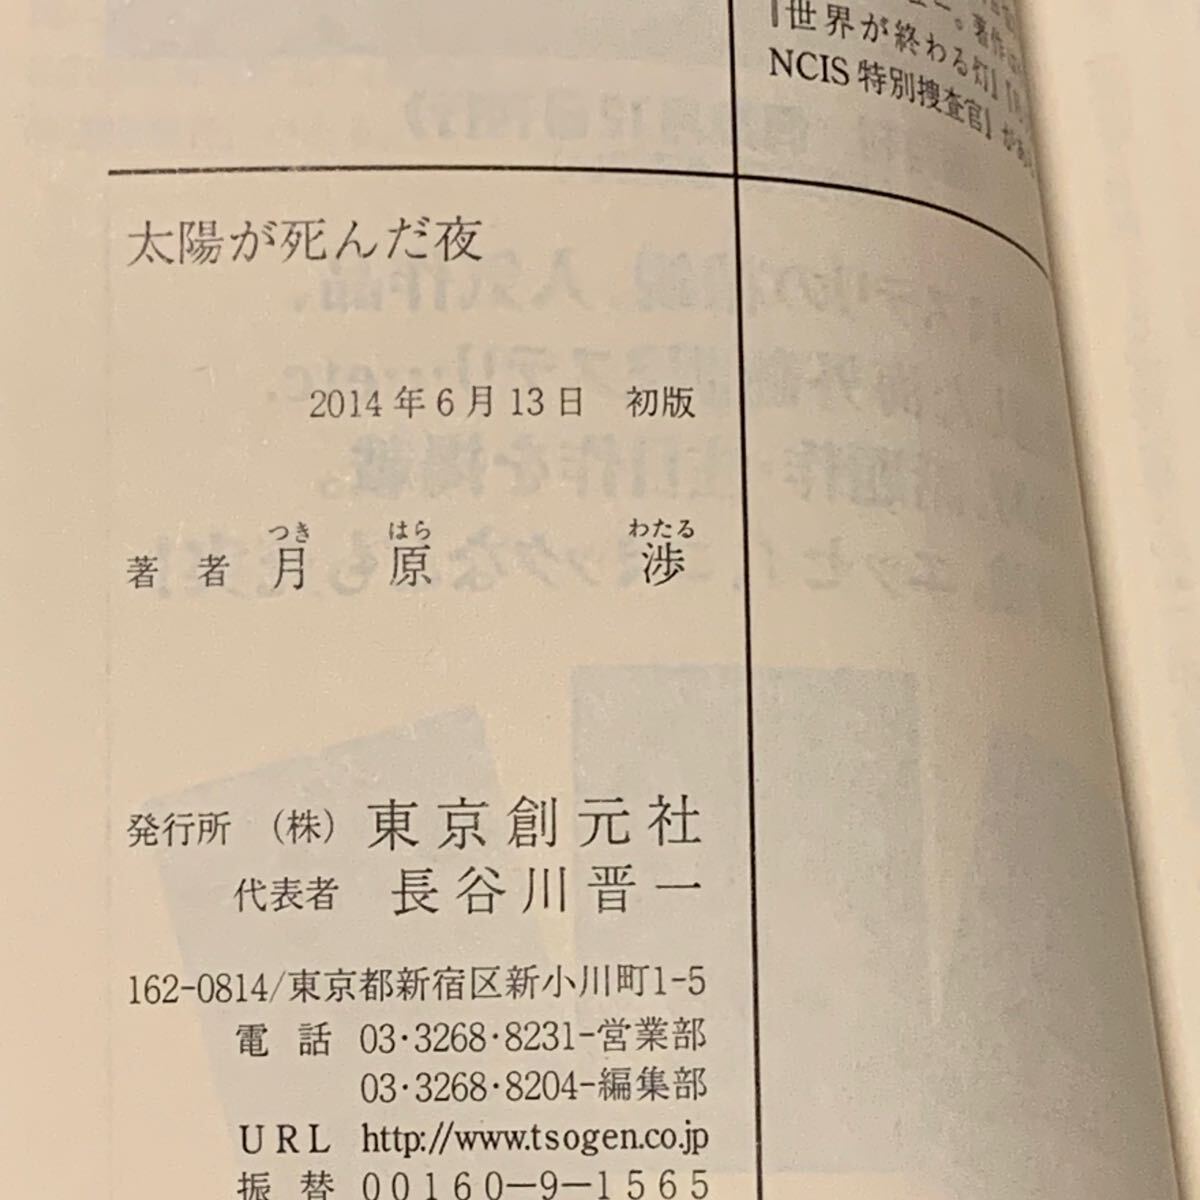 『世界が終わる灯』
NCIS 特別捜査官』があ
太陽が死んだ夜
2014年6月13日　初版
つき　はら　わたる
著　者　月　原　渉
発行所　(株)　東京創元社
代表者　長谷川晋一
162-0814/東京都新宿区新小川町1-5
電　話　03・3268・8231-営業部
03・3268・8204-編集部
URL　http://www.tsogen.co.jp
振　替　00160－9－1565